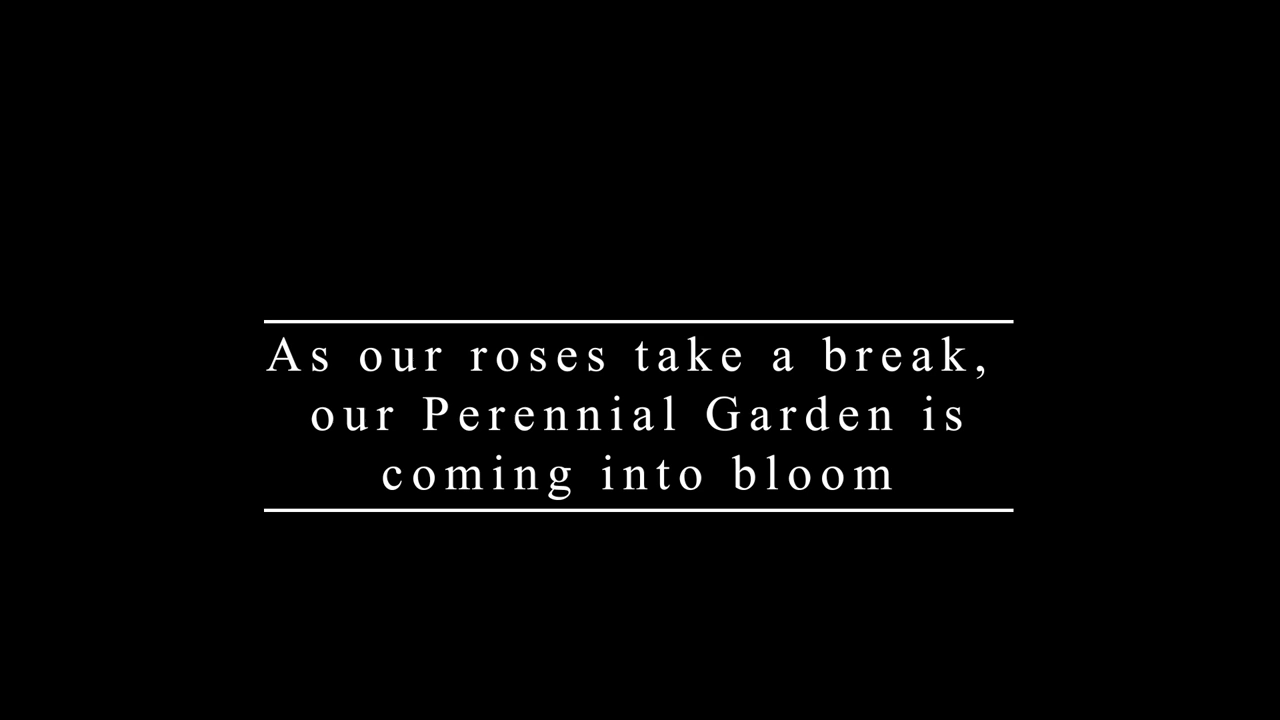 As our roses take a break,
our Perennial Garden is
coming into bloom